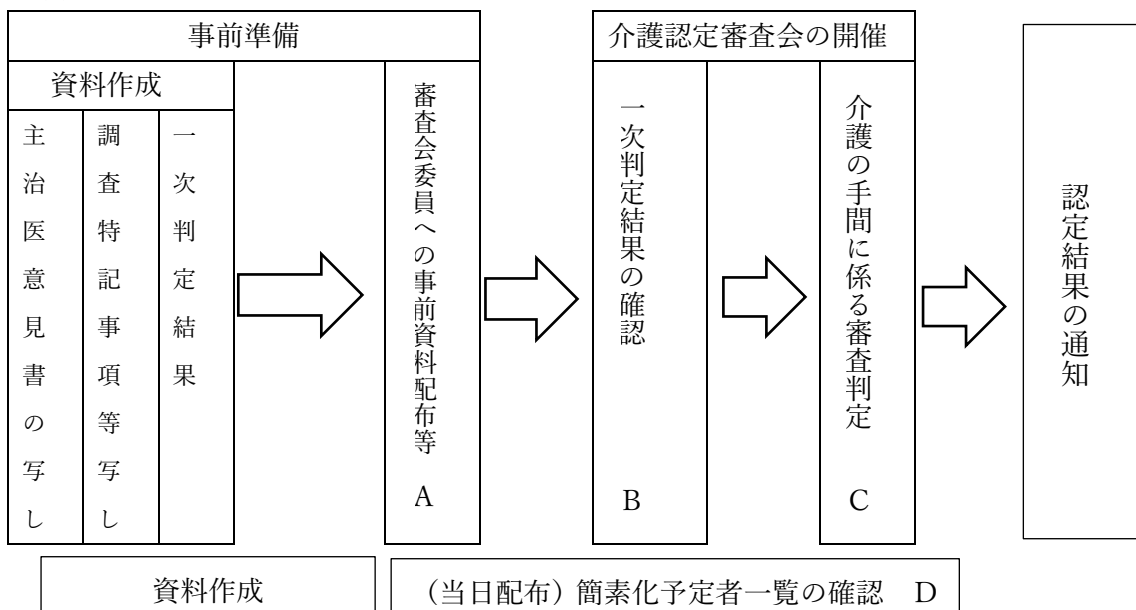 事前準備
資料作成
主治医意見書の写し
調査特記事項等写し
一次判定結果
審査会委員への事前資料配布等 A
介護認定審査会の開催
一次判定結果の確認 B
介護の手間に係る審査判定 C
認定結果の通知
資料作成
（当日配布）簡素化予定者一覧の確認 D